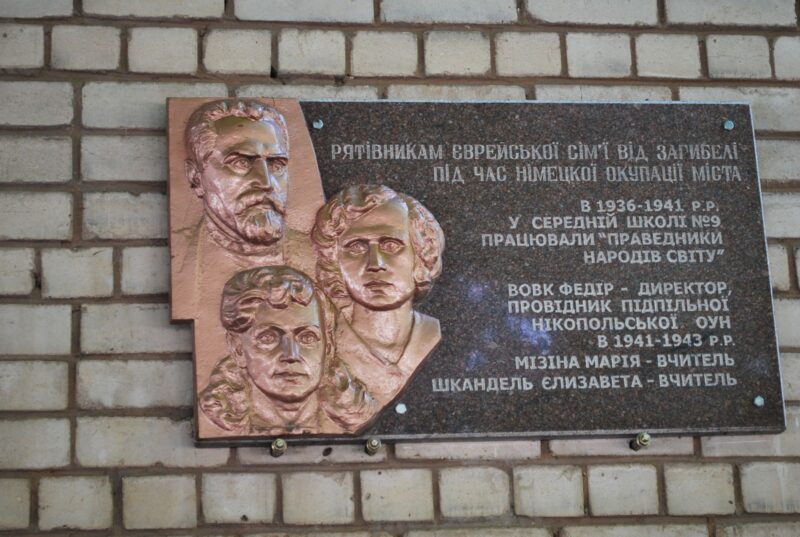 РЯТІВНИКАМ ЄВРЕЙСЬКОЇ СІМ'Ї ВІД ЗАГИБЕЛІ
ПІД ЧАС НІМЕЦКОЇ ОКУПАЦІЇ МІСТА
В 1936-1941 Р.Р.
У СЕРЕДНІЙ ШКОЛІ №9
ПРАЦЮВАЛИ "ПРАВЕДНИКИ
НАРОДІВ СВІТУ"
ВОВК ФЕДІР - ДИРЕКТОР,
ПРОВІДНИК ПІДПІЛЬНОЇ
НІКОПОЛЬСЬКОЇ ОУН
В 1941-1943 Р.Р.
МІЗІНА МАРІЯ - ВЧИТЕЛЬ
ШКАНДЕЛЬ ЄЛИЗАВЕТА - ВЧИТЕЛЬ